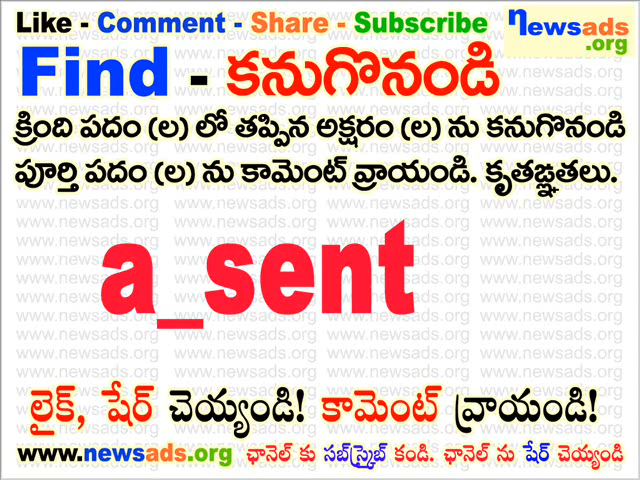 Like - Comment - Share - Subscribe
newsads
.org
Find - కనుగొనండి
క్రింది పదం (ల) లో తప్పిన అక్షరం (ల) ను కనుగొనండి
పూర్తి పదం (ల) ను కామెంట్ వ్రాయండి. కృతజ్ఞతలు.
a_sent
లైక్, షేర్ చెయ్యండి! కామెంట్ వ్రాయండి!
www.newsads.org ఛానెల్ కు సబ్‌స్క్రైబ్ కండి. ఛానెల్ ను షేర్ చెయ్యండి